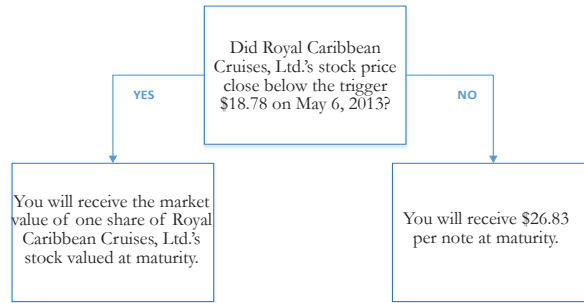 Did Royal Caribbean
Cruises, Ltd.'s stock price
close below the trigger
$18.78 on May 6, 2013?
YES
NO
You will receive the market
value of one share of Royal
Caribbean Cruises, Ltd.'s
stock valued at maturity.
You will receive $26.83
per note at maturity.